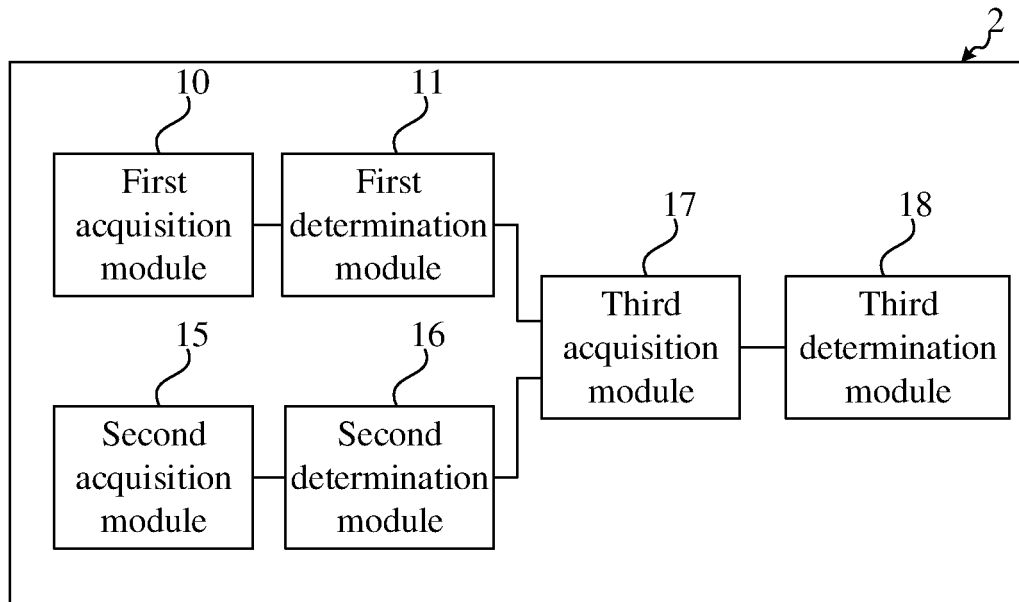 2
10
11
First
acquisition
module
First
determination
module
17
18
Third
acquisition
module
Third
determination
module
15
16
Second
acquisition
module
Second
determination
module